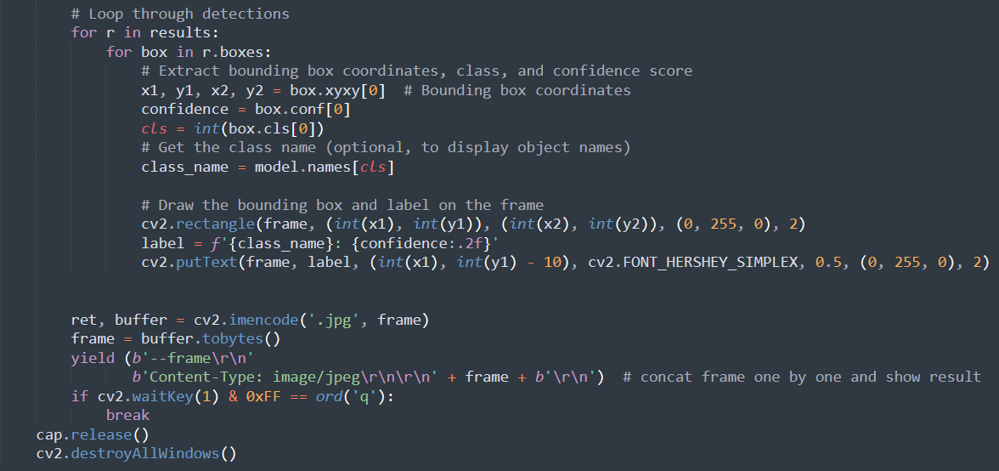 # Loop through detections
for r in results:
for box in r.boxes:
# Extract bounding box coordinates, class, and confidence score
x1, y1, x2, y2 = box.xyxy[0]  # Bounding box coordinates
confidence = box.conf[0]
cls = int(box.cls[0])
# Get the class name (optional, to display object names)
class_name = model.names[cls]
# Draw the bounding box and label on the frame
cv2.rectangle(frame, (int(x1), int(y1)), (int(x2), int(y2)), (0, 255, 0), 2)
label = f'{class_name}: {confidence:.2f}'
cv2.putText(frame, label, (int(x1), int(y1) - 10), cv2.FONT_HERSHEY_SIMPLEX, 0.5, (0, 255, 0), 2)
ret, buffer = cv2.imencode('.jpg', frame)
frame = buffer.tobytes()
yield (b'--frame\r\n'
b'Content-Type: image/jpeg\r\n\r\n' + frame + b'\r\n')  # concat frame one by one and show result
if cv2.waitKey(1) & 0xFF == ord('q'):
break
cap.release()
cv2.destroyAllWindows()